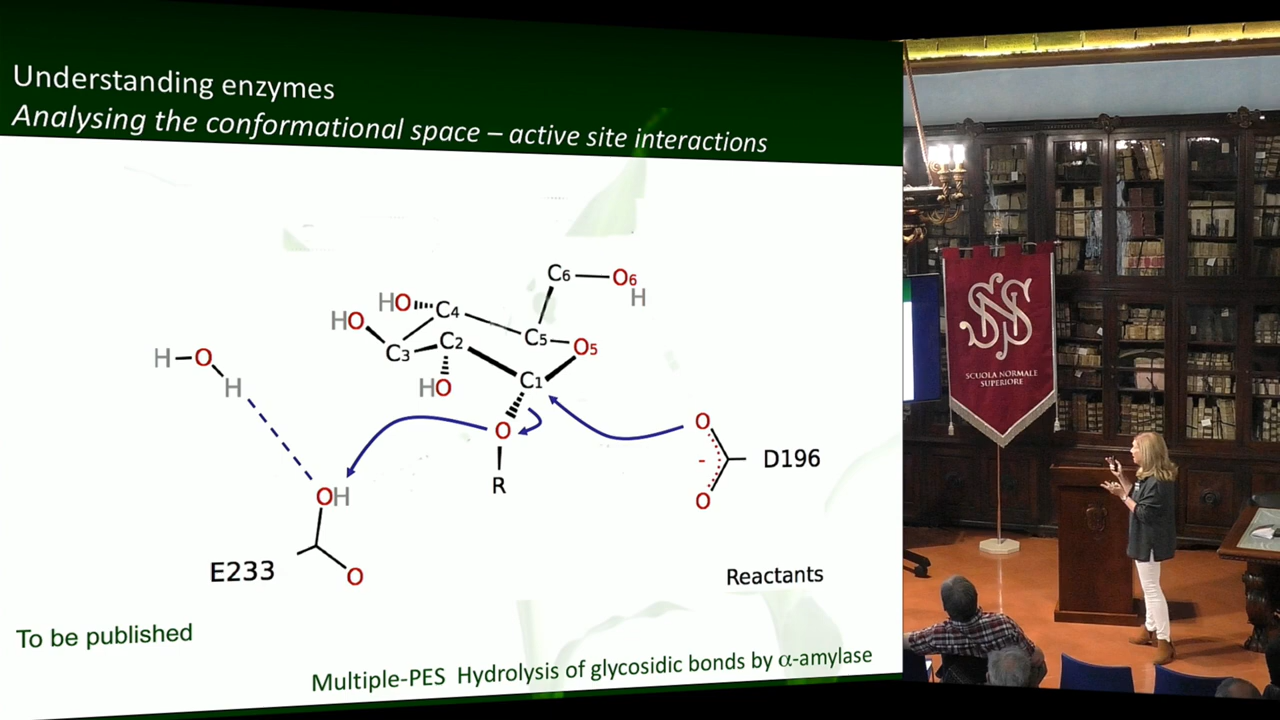 Understanding enzymes
Analysing the conformational space – active site interactions
C6 O6
H
HO C4
HO
C3 C2 C5 O5
H O
H
HO C1
O
R
O
- D196
O
OH
E233
O
Reactants
To be published
Multiple-PES Hydrolysis of glycosidic bonds by α-amylase
SNS
SCUOLA NORMALE
SUPERIORE